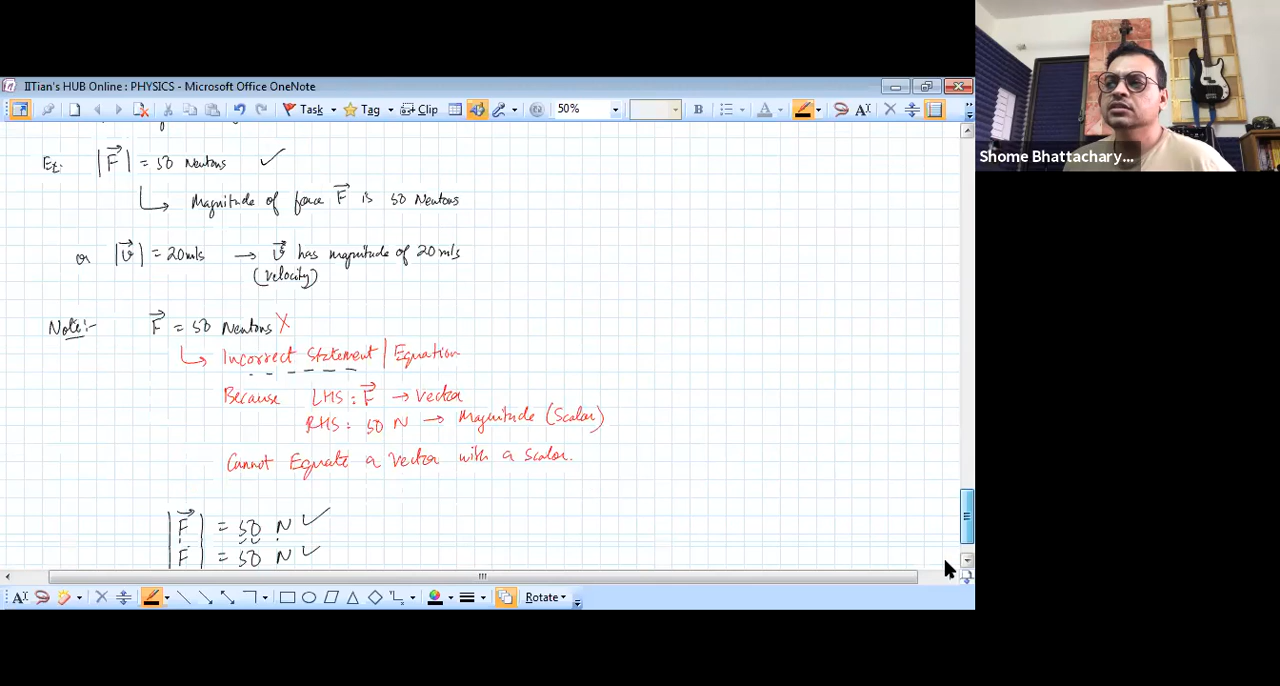 IITian's HUB Online : PHYSICS - Microsoft Office OneNote
Task Tag Clip 50% B A A
Ex:- |F⃗| = 50 Newtons ✓
Magnitude of force F⃗ is 50 Newtons
or |v⃗| = 20 m/s → v⃗ has magnitude of 20 m/s
(velocity)
Note:- F⃗ = 50 Newtons X
Incorrect Statement | Equation
Because LHS : F⃗ → Vector
RHS : 50 N → Magnitude (Scalar)
Cannot Equate a Vector with a Scalar.
|F⃗| = 50 N ✓
|F| = 50 N ✓
A Rotate
Shome Bhattachary...